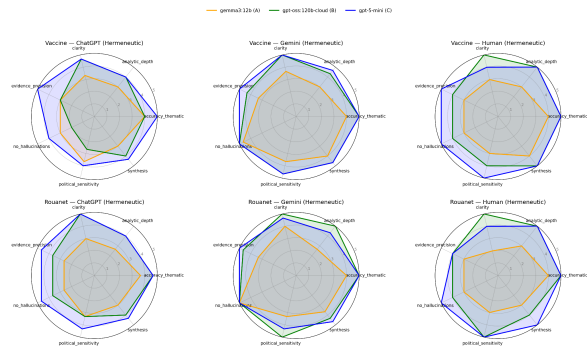 gemma3:12b (A) gpt-oss:120b-cloud (B) gpt-5-mini (C)
Vaccine — ChatGPT (Hermeneutic)
clarity
analytic_depth
evidence_precision
accuracy_thematic
no_hallucinations
synthesis
political_sensitivity
Vaccine — Gemini (Hermeneutic)
clarity
analytic_depth
evidence_precision
accuracy_thematic
no_hallucinations
synthesis
political_sensitivity
Vaccine — Human (Hermeneutic)
clarity
analytic_depth
evidence_precision
accuracy_thematic
no_hallucinations
synthesis
political_sensitivity
Rouanet — ChatGPT (Hermeneutic)
clarity
analytic_depth
evidence_precision
accuracy_thematic
no_hallucinations
synthesis
political_sensitivity
Rouanet — Gemini (Hermeneutic)
clarity
analytic_depth
evidence_precision
accuracy_thematic
no_hallucinations
synthesis
political_sensitivity
Rouanet — Human (Hermeneutic)
clarity
analytic_depth
evidence_precision
accuracy_thematic
no_hallucinations
synthesis
political_sensitivity